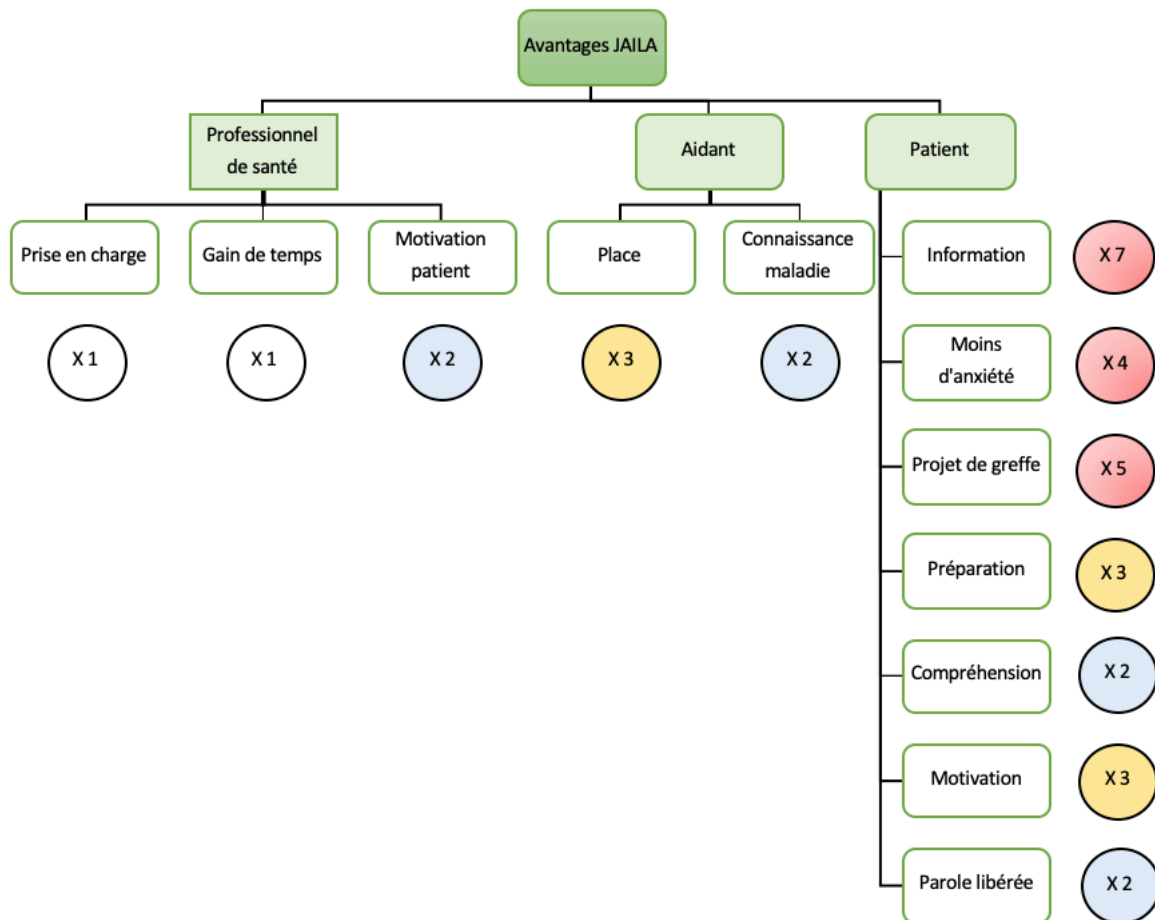 Avantages JAILA
Professionnel
de santé
Aidant
Patient
Prise en charge
Gain de temps
Motivation
patient
Place
Connaissance
maladie
X 1
X 1
X 2
X 3
X 2
Information
X 7
Moins
d'anxiété
X 4
Projet de greffe
X 5
Préparation
X 3
Compréhension
X 2
Motivation
X 3
Parole libérée
X 2